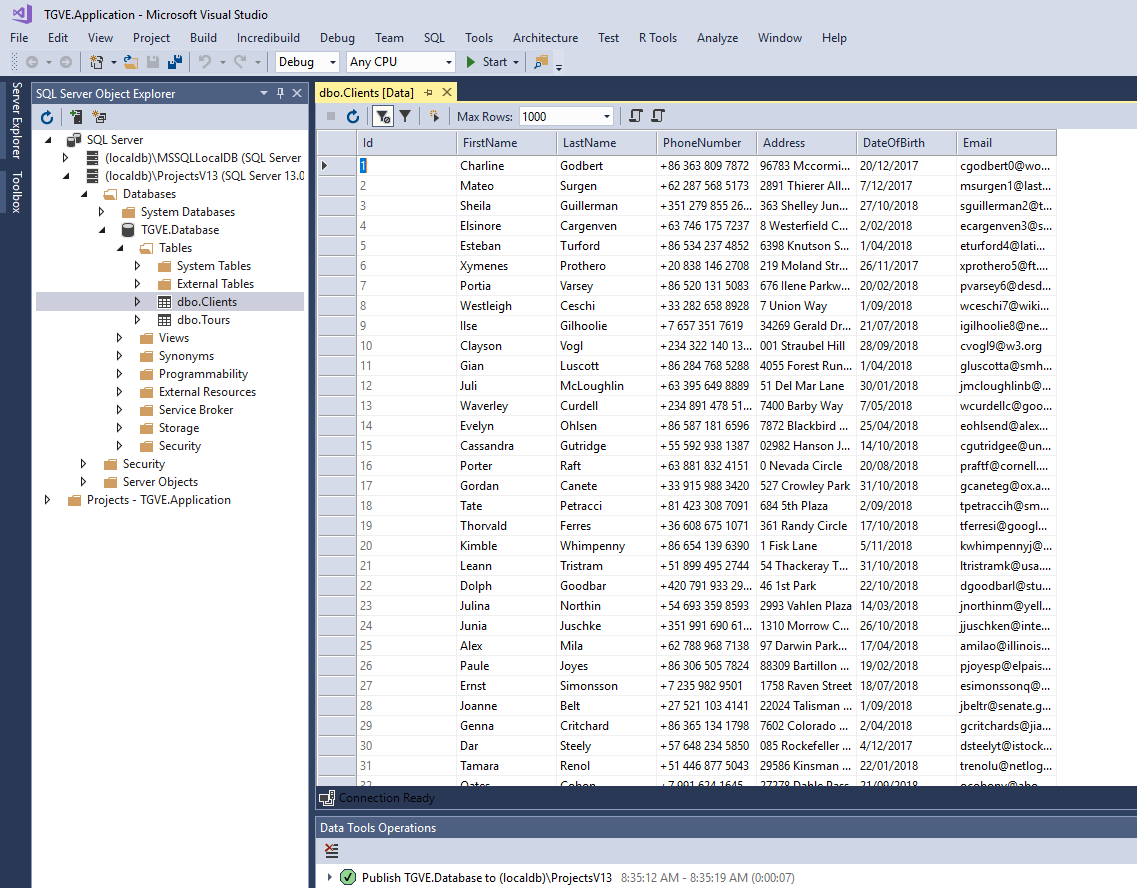 TGVE.Application - Microsoft Visual Studio
File Edit View Project Build Incredibuild Debug Team SQL Tools Architecture Test R Tools Analyze Window Help
Debug Any CPU Start
Server Explorer
Toolbox
SQL Server Object Explorer
SQL Server
(localdb)\MSSQLLocalDB (SQL Server
(localdb)\ProjectsV13 (SQL Server 13.0
Databases
System Databases
TGVE.Database
Tables
System Tables
External Tables
dbo.Clients
dbo.Tours
Views
Synonyms
Programmability
External Resources
Service Broker
Storage
Security
Security
Server Objects
Projects - TGVE.Application
dbo.Clients [Data]
Max Rows: 1000
Id FirstName LastName PhoneNumber Address DateOfBirth Email
1 Charline Godbert +86 363 809 7872 96783 Mccormi... 20/12/2017 cgodbert0@wo...
2 Mateo Surgen +62 287 568 5173 2891 Thierer All... 7/12/2017 msurgen1@last...
3 Sheila Guillerman +351 279 855 26... 363 Shelley Jun... 27/10/2018 sguillerman2@t...
4 Elsinore Cargenven +63 746 175 7237 8 Westerfield C... 2/02/2018 ecargenven3@s...
5 Esteban Turford +86 534 237 4852 6398 Knutson S... 1/04/2018 eturford4@lati...
6 Xymenes Prothero +20 838 146 2708 219 Moland Str... 26/11/2017 xprothero5@ft....
7 Portia Varsey +86 520 131 5083 676 Ilene Parkw... 20/02/2018 pvarsey6@desd...
8 Westleigh Ceschi +33 282 658 8928 7 Union Way 1/09/2018 wceschi7@wiki...
9 Ilse Gilhoolie +7 657 351 7619 34269 Gerald Dr... 21/07/2018 igilhoolie8@ne...
10 Clayson Vogl +234 322 140 13... 001 Straubel Hill 28/09/2018 cvogl9@w3.org
11 Gian Luscott +86 284 768 5288 4055 Forest Run... 1/04/2018 gluscotta@smh...
12 Juli McLoughlin +63 395 649 8889 51 Del Mar Lane 30/01/2018 jmcloughlinb@...
13 Waverley Curdell +234 891 478 51... 7400 Barby Way 7/05/2018 wcurdellc@goo...
14 Evelyn Ohlsen +86 587 181 6596 7872 Blackbird ... 25/04/2018 eohlsend@alex...
15 Cassandra Gutridge +55 592 938 1387 02982 Hanson J... 14/10/2018 cgutridgee@un...
16 Porter Raft +63 881 832 4151 0 Nevada Circle 20/08/2018 praftf@cornell....
17 Gordan Canete +33 915 988 3420 527 Crowley Park 31/10/2018 gcaneteg@ox.a...
18 Tate Petracci +81 423 308 7091 684 5th Plaza 2/09/2018 tpetraccih@sm...
19 Thorvald Ferres +36 608 675 1071 361 Randy Circle 17/10/2018 tferresi@googl...
20 Kimble Whimpenny +86 654 139 6390 1 Fisk Lane 5/11/2018 kwhimpennyj@...
21 Leann Tristram +51 899 495 2744 54 Thackeray T... 31/10/2018 ltristramk@usa....
22 Dolph Goodbar +420 791 933 29... 46 1st Park 22/10/2018 dgoodbarl@stu...
23 Julina Northin +54 693 359 8593 2993 Vahlen Plaza 14/03/2018 jnorthinm@yell...
24 Junia Juschke +351 991 690 61... 1310 Morrow C... 26/10/2018 jjuschken@inte...
25 Alex Mila +62 788 968 7138 97 Darwin Park... 17/04/2018 amilao@illinois...
26 Paule Joyes +86 306 505 7824 88309 Bartillon ... 19/02/2018 pjoyesp@elpais...
27 Ernst Simonsson +7 235 982 9501 1758 Raven Street 18/07/2018 esimonssonq@...
28 Joanne Belt +27 521 103 4141 22024 Talisman ... 1/09/2018 jbeltr@senate.g...
29 Genna Critchard +86 365 134 1798 7602 Colorado ... 2/04/2018 gcritchards@jia...
30 Dar Steely +57 648 234 5850 085 Rockefeller ... 4/12/2017 dsteelyt@istock...
31 Tamara Renol +51 446 877 5043 29586 Kinsman ... 22/01/2018 trenolu@netlog...
Connection Ready
Data Tools Operations
Publish TGVE.Database to (localdb)\ProjectsV13 8:35:12 AM - 8:35:19 AM (0:00:07)